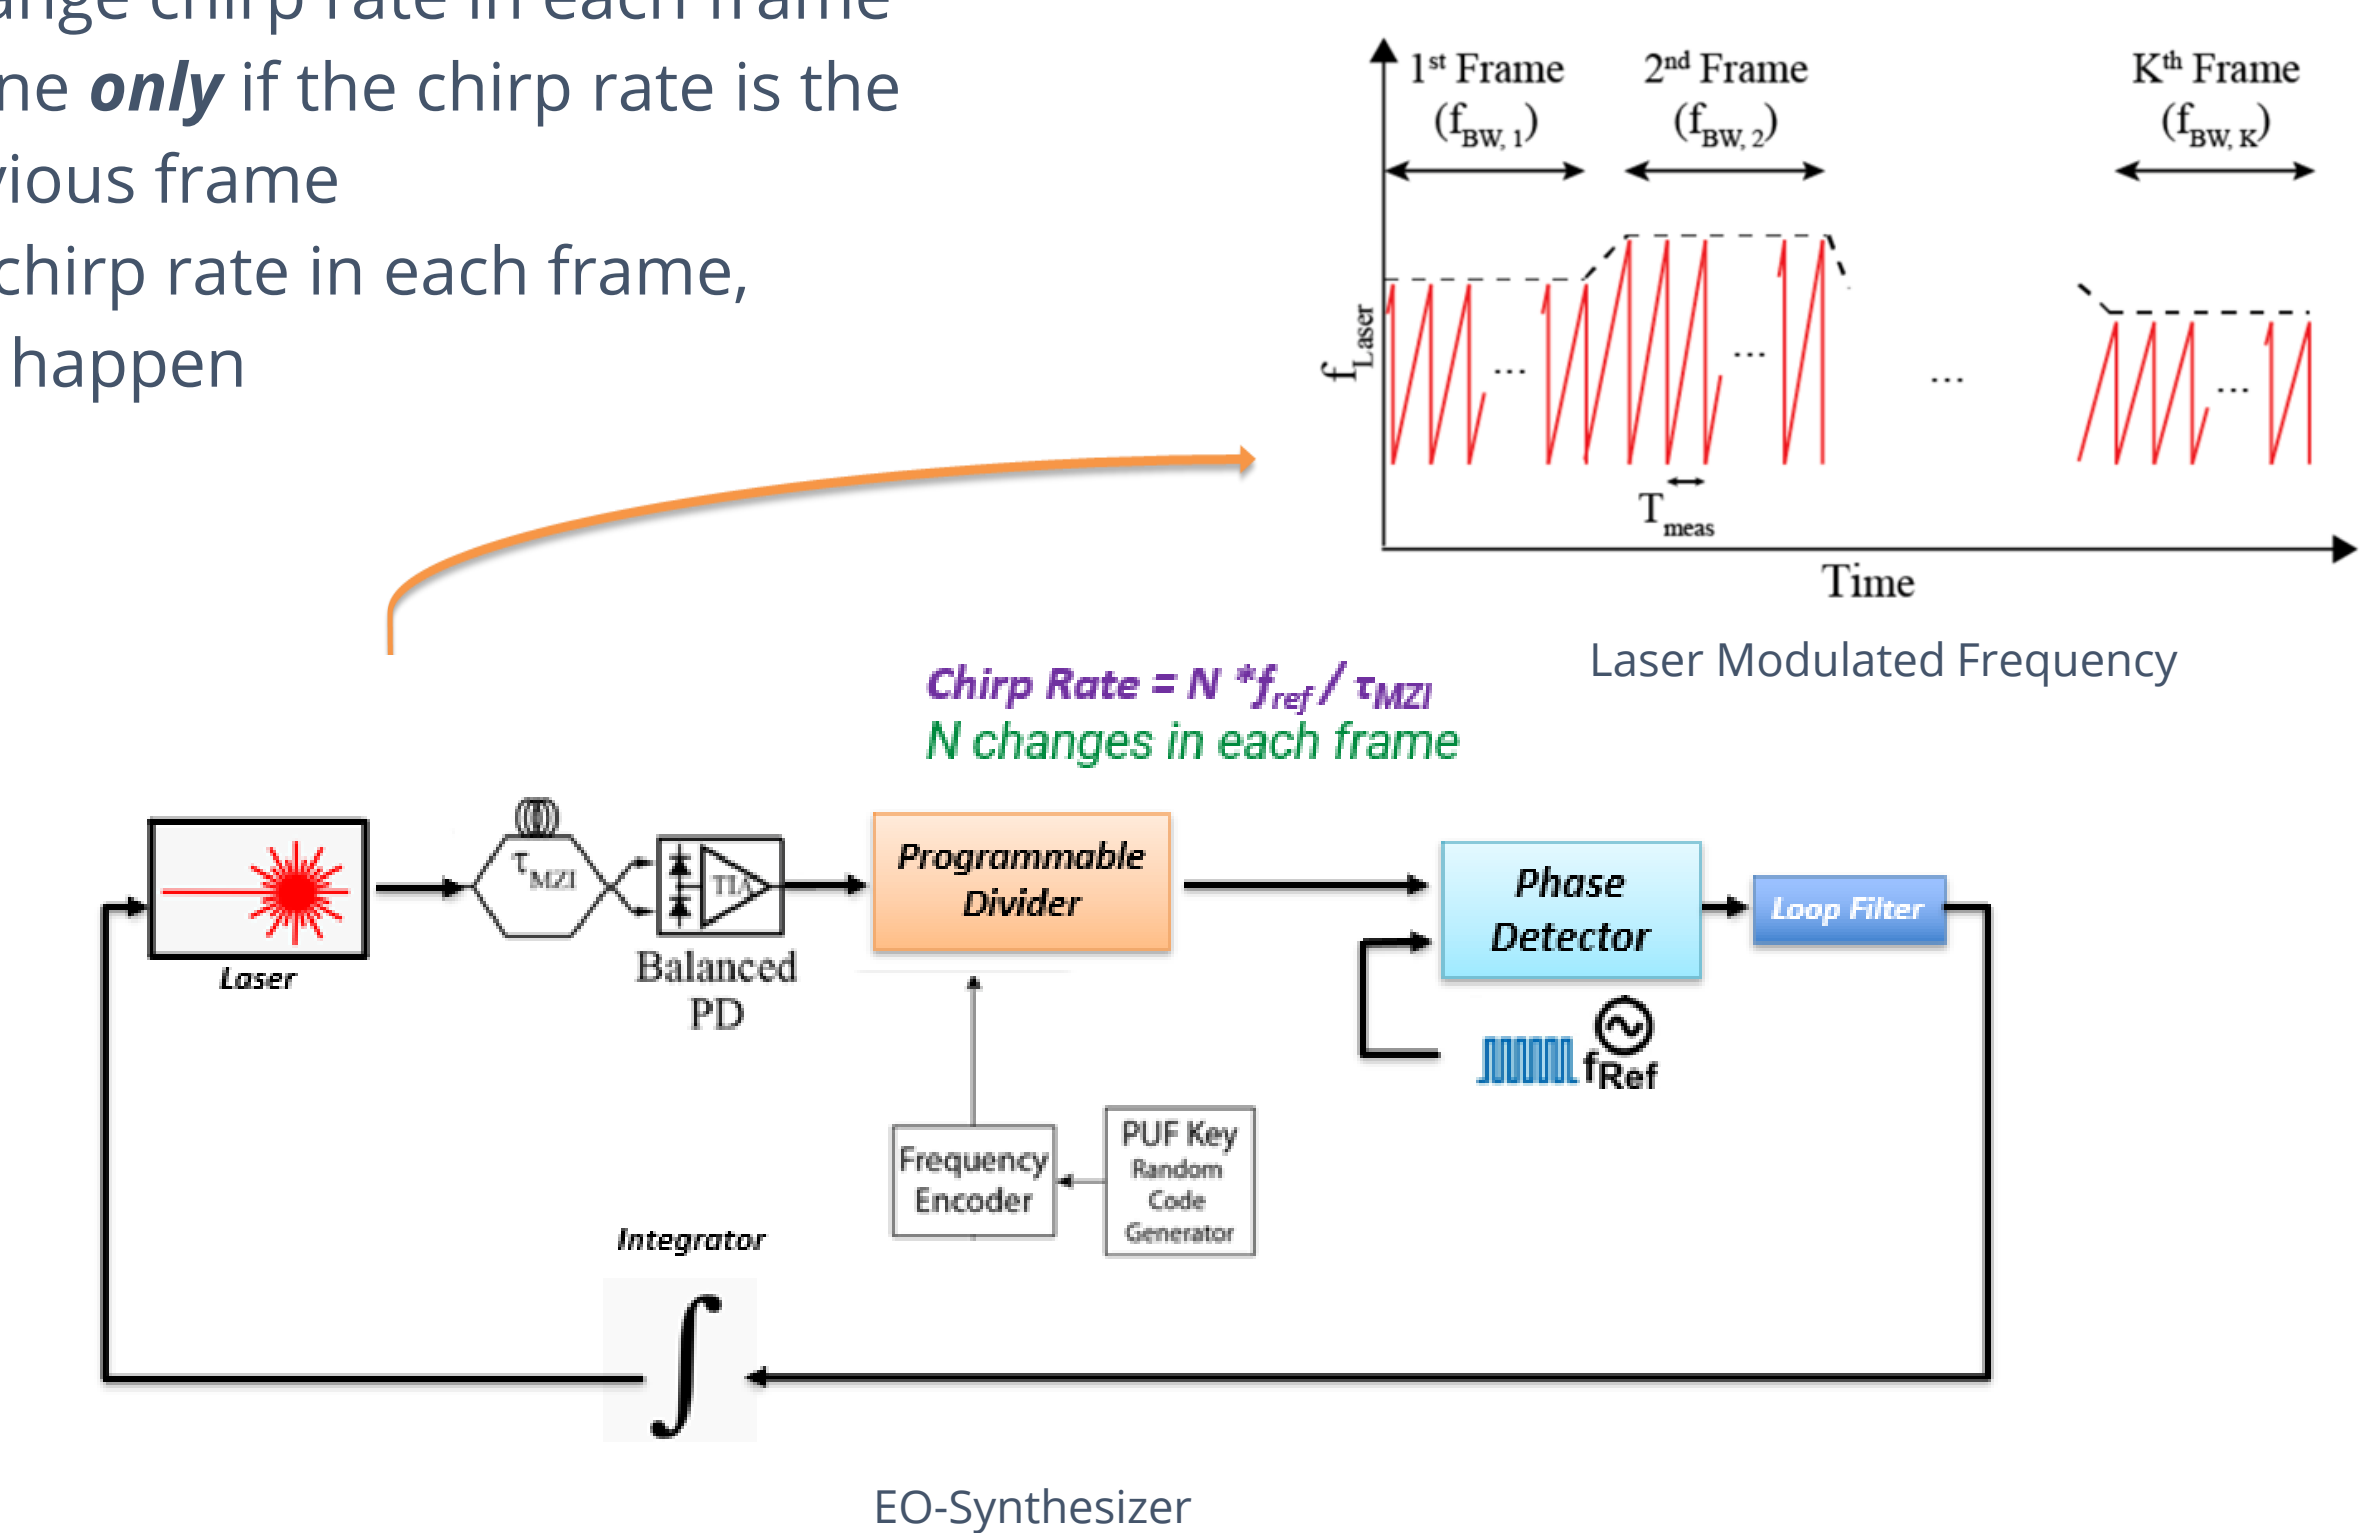 ange chirp rate in each frame
ne only if the chirp rate is the
vious frame
chirp rate in each frame,
happen
1st Frame
(fBW, 1)
2nd Frame
(fBW, 2)
Kth Frame
(fBW, K)
fLaser
...
...
...
...
Tmeas
Time
Laser Modulated Frequency
Chirp Rate = N *fref / τMZI
N changes in each frame
Laser
τMZI
TIA
Balanced
PD
Programmable
Divider
Phase
Detector
Loop Filter
fRef
Frequency
Encoder
PUF Key
Random
Code
Generator
Integrator
∫
EO-Synthesizer